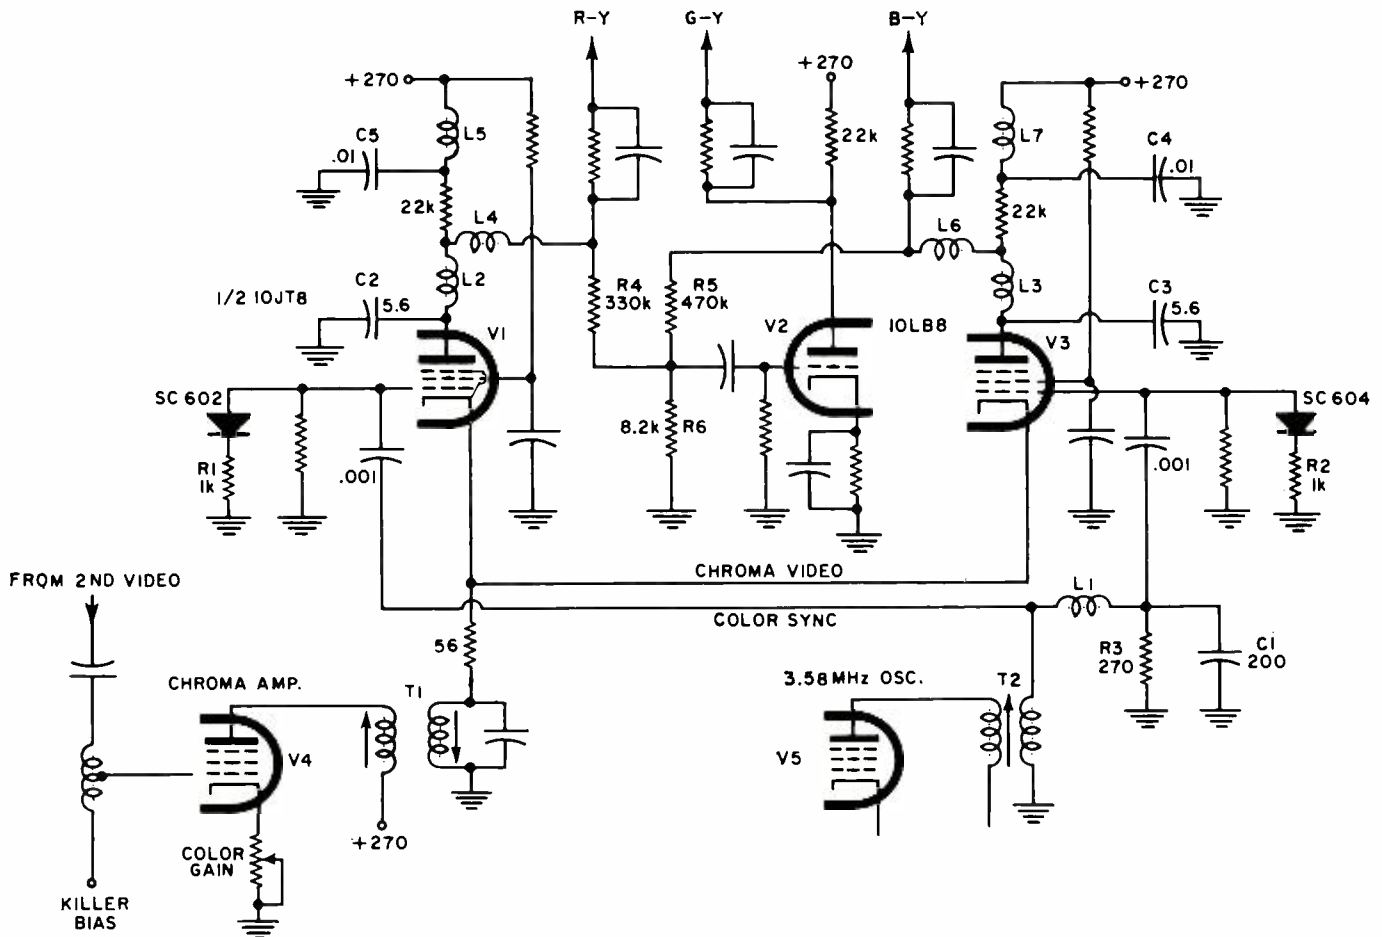 R-Y
G-Y
B-Y
+270
+270
+270
C5
.01
L5
22k
L7
C4
.01
22k
L4
22k
L6
C2
5.6
L2
R4
330k
R5
470k
L3
C3
5.6
1/2 10JT8
V1
V2
10LB8
V3
SC 602
SC 604
R1
1k
.001
8.2k
R6
.001
R2
1k
FROM 2ND VIDEO
CHROMA VIDEO
COLOR SYNC
L1
56
R3
270
C1
200
CHROMA AMP.
T1
3.58MHz OSC.
T2
V4
V5
+270
COLOR
GAIN
KILLER
BIAS